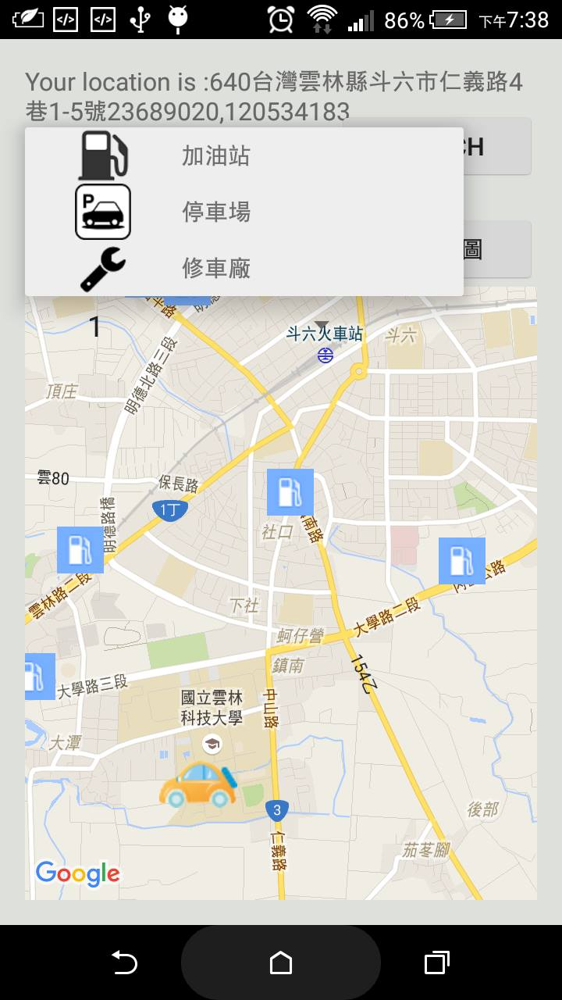 86%
下午7:38
Your location is :640台灣雲林縣斗六市仁義路4
巷1-5號23689020,120534183
CH
加油站
停車場
圖
修車廠
1
斗六火車站
斗六
明德北路三段
頂庄
雲80
保長路
1丁
明德路橋
社口
南路
雲林路二段
公路
下社
大學路二段
蚵仔營
鎮南
154乙
大學路三段
國立雲林
科技大學
中山路
大潭
3
後部
仁義路
茄苳腳
Google